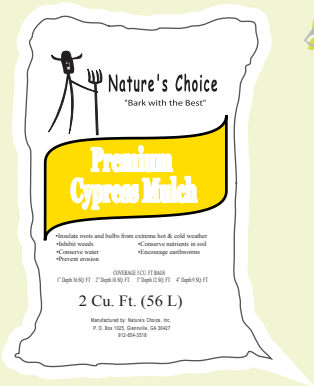 Nature's Choice
"Bark with the Best"
Premium
Cypress Mulch
•Insulate roots and bulbs from extreme hot & cold weather
•Inhibit weeds •Conserve nutrients in soil
•Conserve water •Encourage earthworms
•Prevent erosion
COVERAGE 3 CU. FT BAGS
1" Depth 36 SQ. FT 2" Depth 18 SQ. FT. 3" Depth 12 SQ. FT. 4" Depth 9 SQ. FT.
2 Cu. Ft. (56 L)
Manufactured by: Nature's Choice, Inc.
P. O. Box 1025, Glennville, GA 30427
912-654-3318